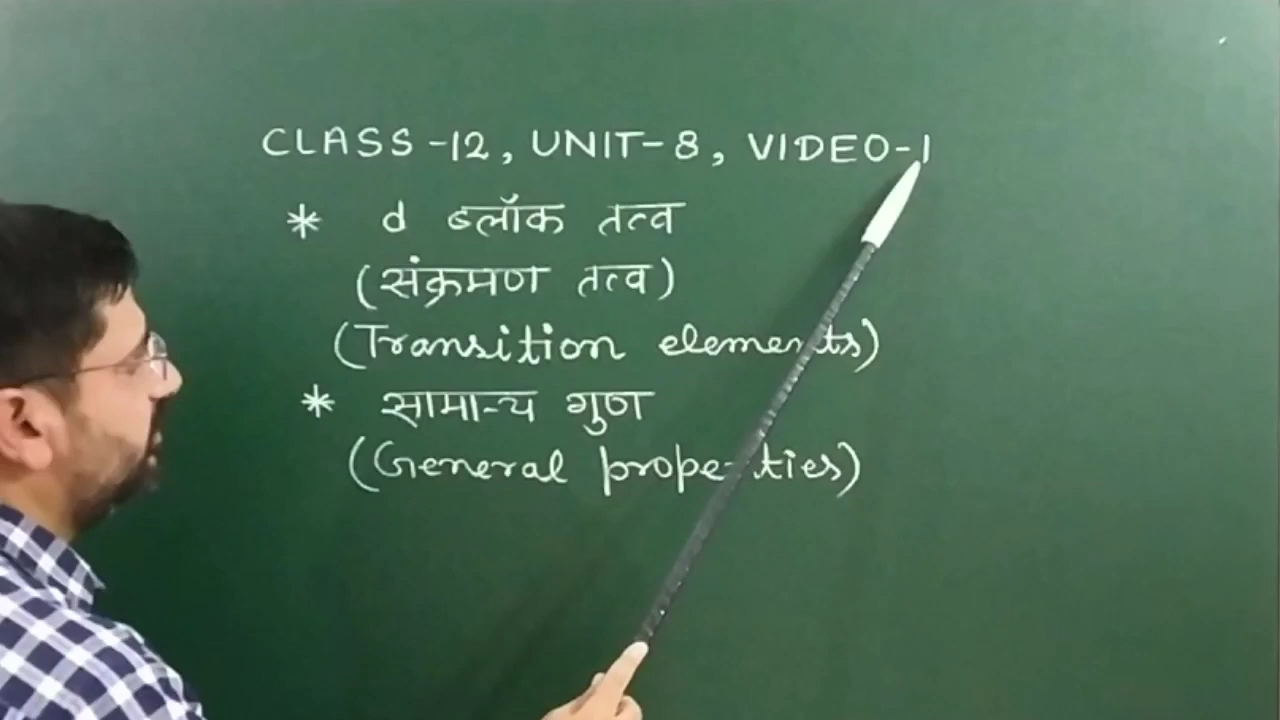 CLASS-12, UNIT-8, VIDEO-1
* d ब्लॉक तत्व
(संक्रमण तत्व)
(Transition elements)
* सामान्य गुण
(General properties)